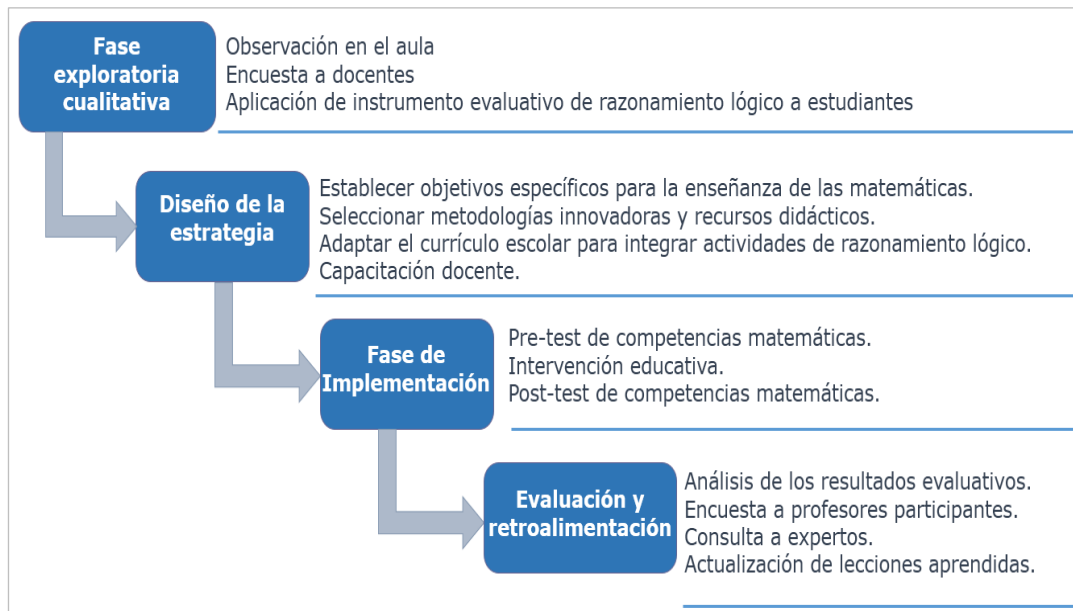 Fase
exploratoria
cualitativa
Observación en el aula
Encuesta a docentes
Aplicación de instrumento evaluativo de razonamiento lógico a estudiantes
Diseño de la
estrategia
Establecer objetivos específicos para la enseñanza de las matemáticas.
Seleccionar metodologías innovadoras y recursos didácticos.
Adaptar el currículo escolar para integrar actividades de razonamiento lógico.
Capacitación docente.
Fase de
Implementación
Pre-test de competencias matemáticas.
Intervención educativa.
Post-test de competencias matemáticas.
Evaluación y
retroalimentación
Análisis de los resultados evaluativos.
Encuesta a profesores participantes.
Consulta a expertos.
Actualización de lecciones aprendidas.